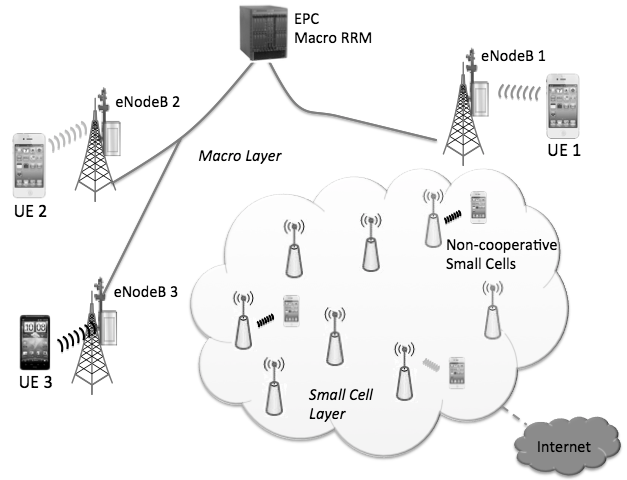 EPC
Macro RRM
eNodeB 1
eNodeB 2
Macro Layer
UE 1
UE 2
Non-cooperative
Small Cells
eNodeB 3
UE 3
Small Cell
Layer
Internet